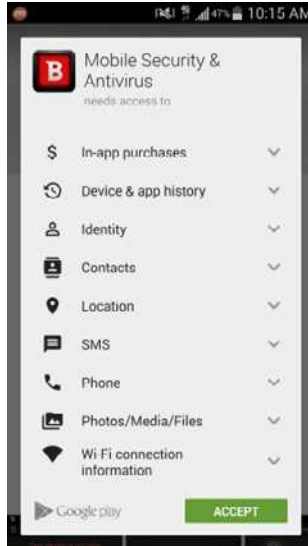 47% 10:15 AM
B
Mobile Security &
Antivirus
needs access to
$ In-app purchases
Device & app history
Identity
Contacts
Location
SMS
Phone
Photos/Media/Files
Wi-Fi connection
information
Google play
ACCEPT